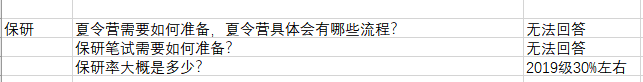 保研 夏令营需要如何准备，夏令营具体会有哪些流程？ 无法回答
保研笔试需要如何准备？ 无法回答
保研率大概是多少？ 2019级30%左右